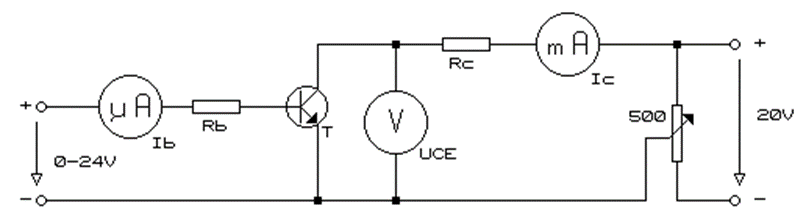 +
μA
Ib
Rb
0-24V
-
T
V
UCE
Rc
mA
Ic
500
+
20V
-